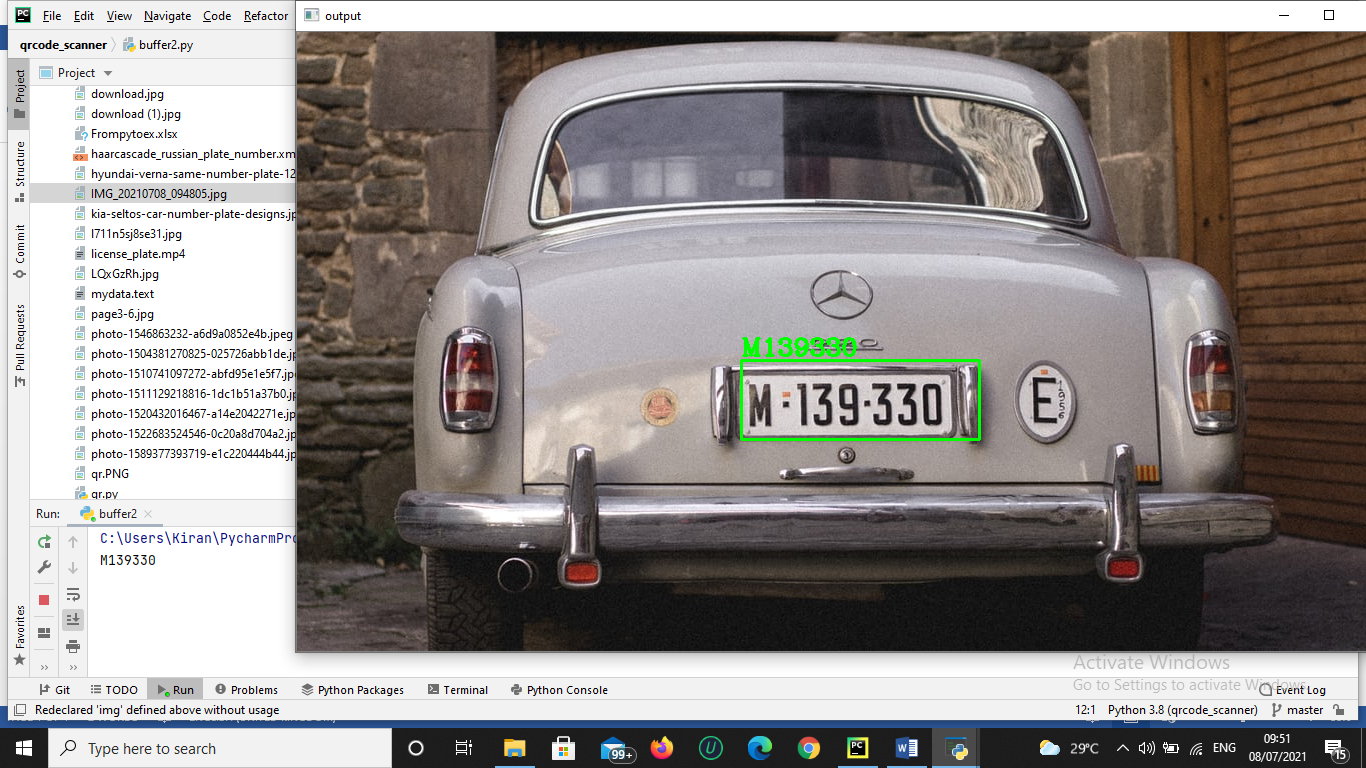 File Edit View Navigate Code Refactor
output
qrcode_scanner buffer2.py
Project
Project
download.jpg
download (1).jpg
Frompytoex.xlsx
haarcascade_russian_plate_number.xm
hyundai-verna-same-number-plate-12
IMG_20210708_094805.jpg
kia-seltos-car-number-plate-designs.jp
l711n5sj8se31.jpg
license_plate.mp4
LQxGzRh.jpg
mydata.text
page3-6.jpg
photo-1546863232-a6d9a0852e4b.jpeg
photo-1504381270825-025726abb1de.jp
photo-1510741097272-abfd95e1e5f7.jp
photo-1511129218816-1dc1b51a37b0.jp
photo-1520432016467-a14e2042271e.jp
photo-1522683524546-0c20a8d704a2.jp
photo-1589377393719-e1c220444b44.jp
qr.PNG
qr.py
Structure
Commit
Pull Requests
Favorites
M139330
M·139·330
E
1956
Run: buffer2
C:\Users\Kiran\PycharmPro
M139330
Activate Windows
Go to Settings to activate Windows.
Git TODO Run Problems Python Packages Terminal Python Console Event Log
Redeclared 'img' defined above without usage 12:1 Python 3.8 (qrcode_scanner) master
Type here to search 99+ 29°C ENG 09:51
08/07/2021 15